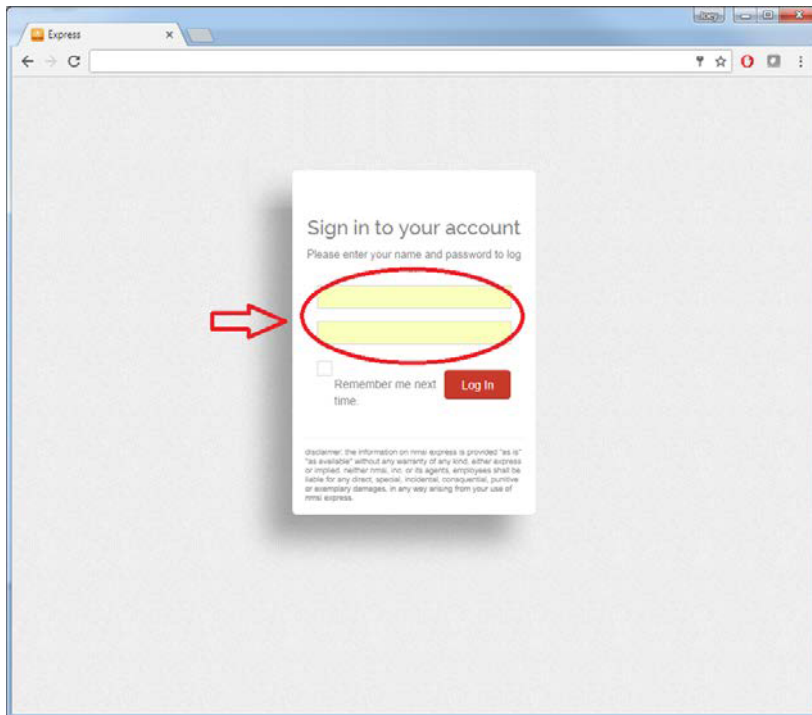 Joey
Express
Sign in to your account
Please enter your name and password to log
Remember me next
time.
Log In
disclaimer: the information on nmsi express is provided "as is"
"as available" without any warranty of any kind, either express
or implied. neither nmsi, inc. or its agents, employees shall be
liable for any direct, special, incidental, consequential, punitive
or exemplary damages, in any way arising from your use of
nmsi express.